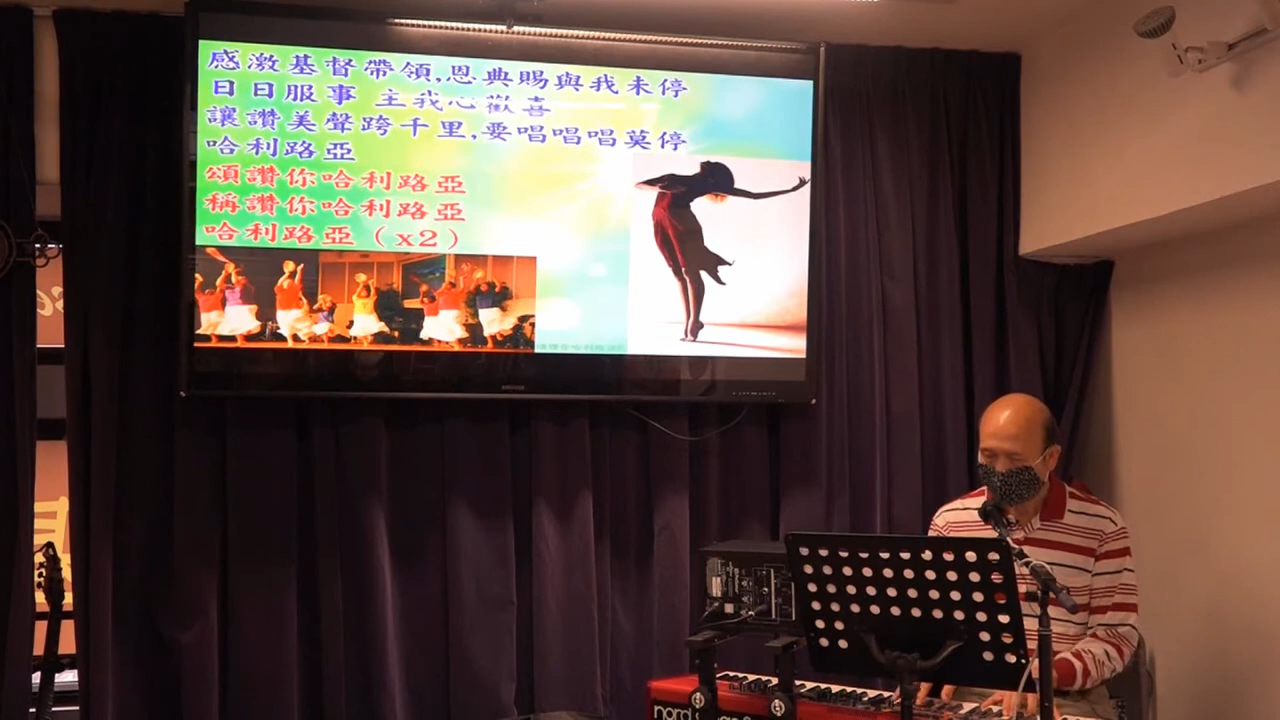 感激基督帶領,恩典賜與我未停
日日服事 主我心歡喜
讓讚美聲跨千里,要唱唱唱莫停
哈利路亞
頌讚你哈利路亞
稱讚你哈利路亞
哈利路亞（x2）
nord stage